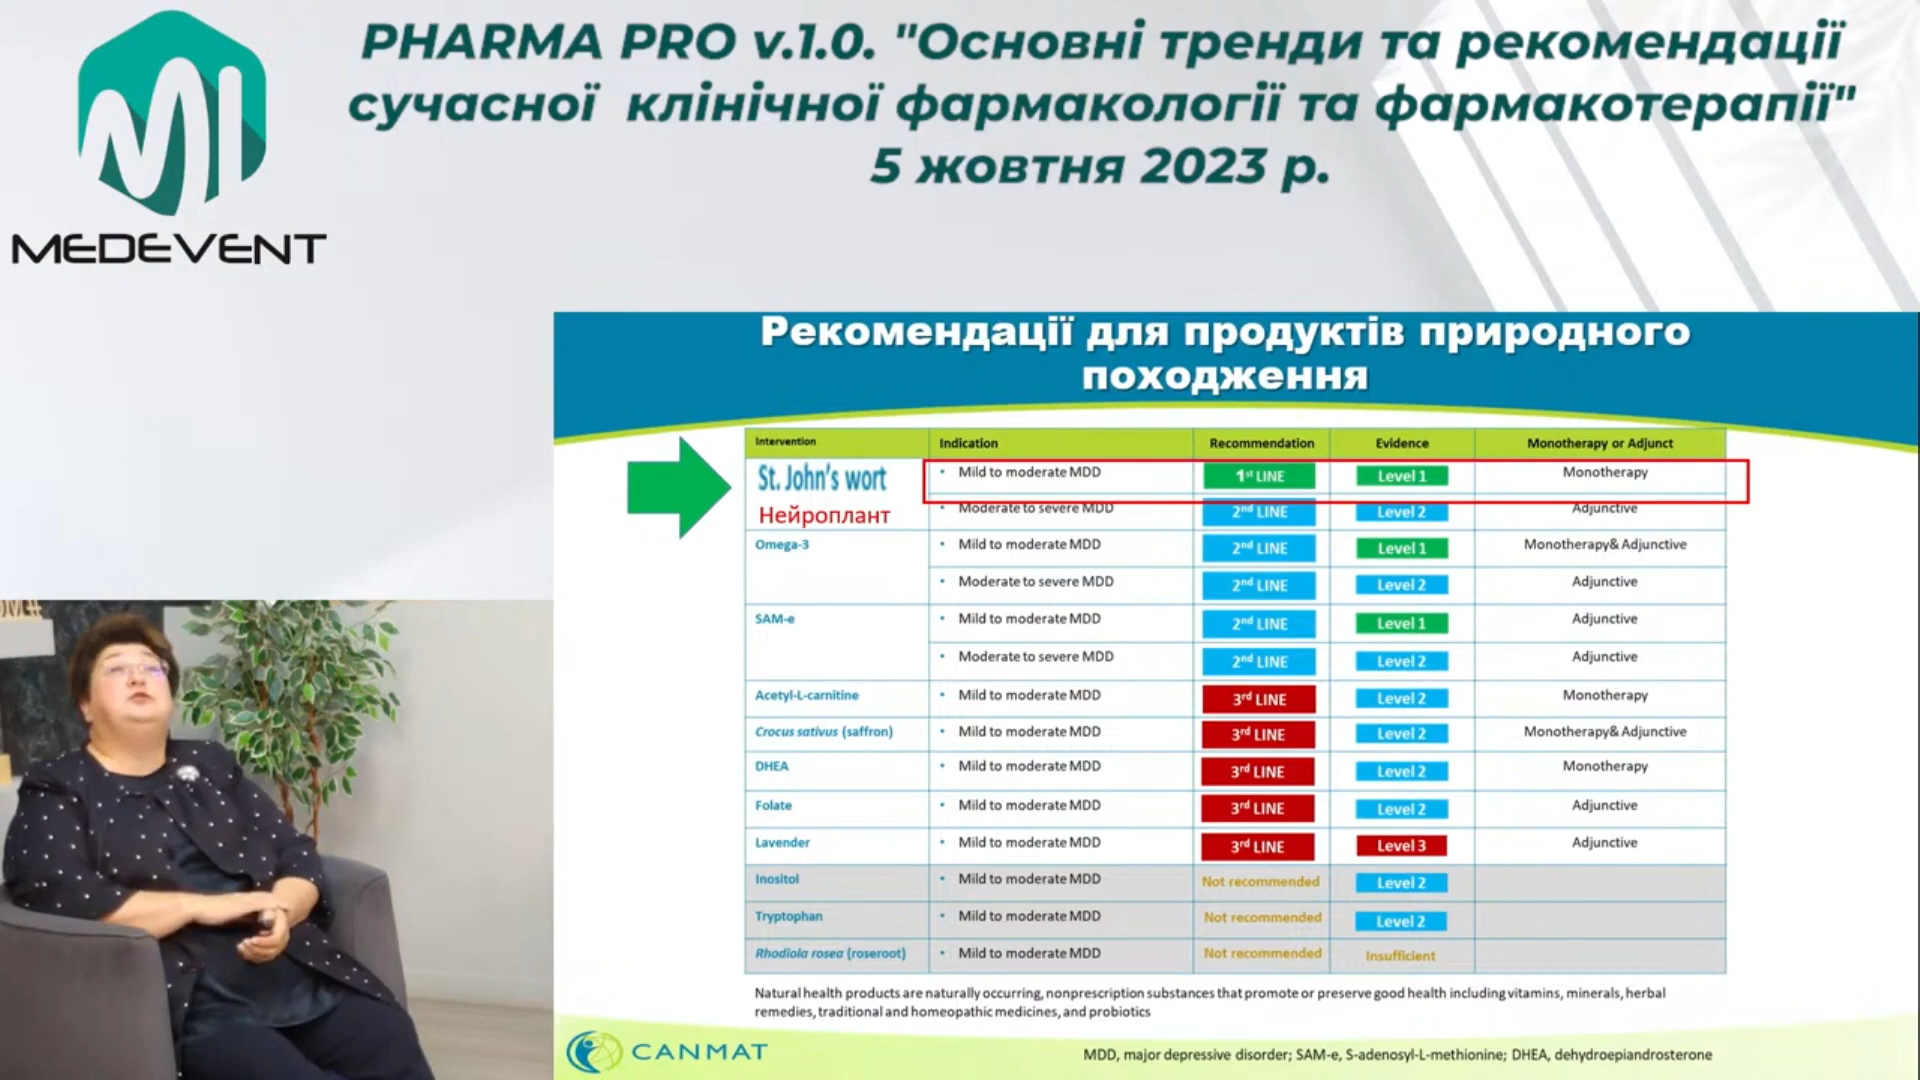 PHARMA PRO v.1.0. "Основні тренди та рекомендації
сучасної клінічної фармакології та фармакотерапії"
5 жовтня 2023 р.
MEDEVENT
Рекомендації для продуктів природного
походження
Intervention Indication Recommendation Evidence Monotherapy or Adjunct
St. John's wort • Mild to moderate MDD 1st LINE Level 1 Monotherapy
Нейроплант • Moderate to severe MDD 2nd LINE Level 2 Adjunctive
Omega-3 • Mild to moderate MDD 2nd LINE Level 1 Monotherapy& Adjunctive
• Moderate to severe MDD 2nd LINE Level 2 Adjunctive
SAM-e • Mild to moderate MDD 2nd LINE Level 1 Adjunctive
• Moderate to severe MDD 2nd LINE Level 2 Adjunctive
Acetyl-L-carnitine • Mild to moderate MDD 3rd LINE Level 2 Monotherapy
Crocus sativus (saffron) • Mild to moderate MDD 3rd LINE Level 2 Monotherapy& Adjunctive
DHEA • Mild to moderate MDD 3rd LINE Level 2 Monotherapy
Folate • Mild to moderate MDD 3rd LINE Level 2 Adjunctive
Lavender • Mild to moderate MDD 3rd LINE Level 3 Adjunctive
Inositol • Mild to moderate MDD Not recommended Level 2
Tryptophan • Mild to moderate MDD Not recommended Level 2
Rhodiola rosea (roseroot) • Mild to moderate MDD Not recommended Insufficient
Natural health products are naturally occurring, nonprescription substances that promote or preserve good health including vitamins, minerals, herbal
remedies, traditional and homeopathic medicines, and probiotics
CANMAT
MDD, major depressive disorder; SAM-e, S-adenosyl-L-methionine; DHEA, dehydroepiandrosterone